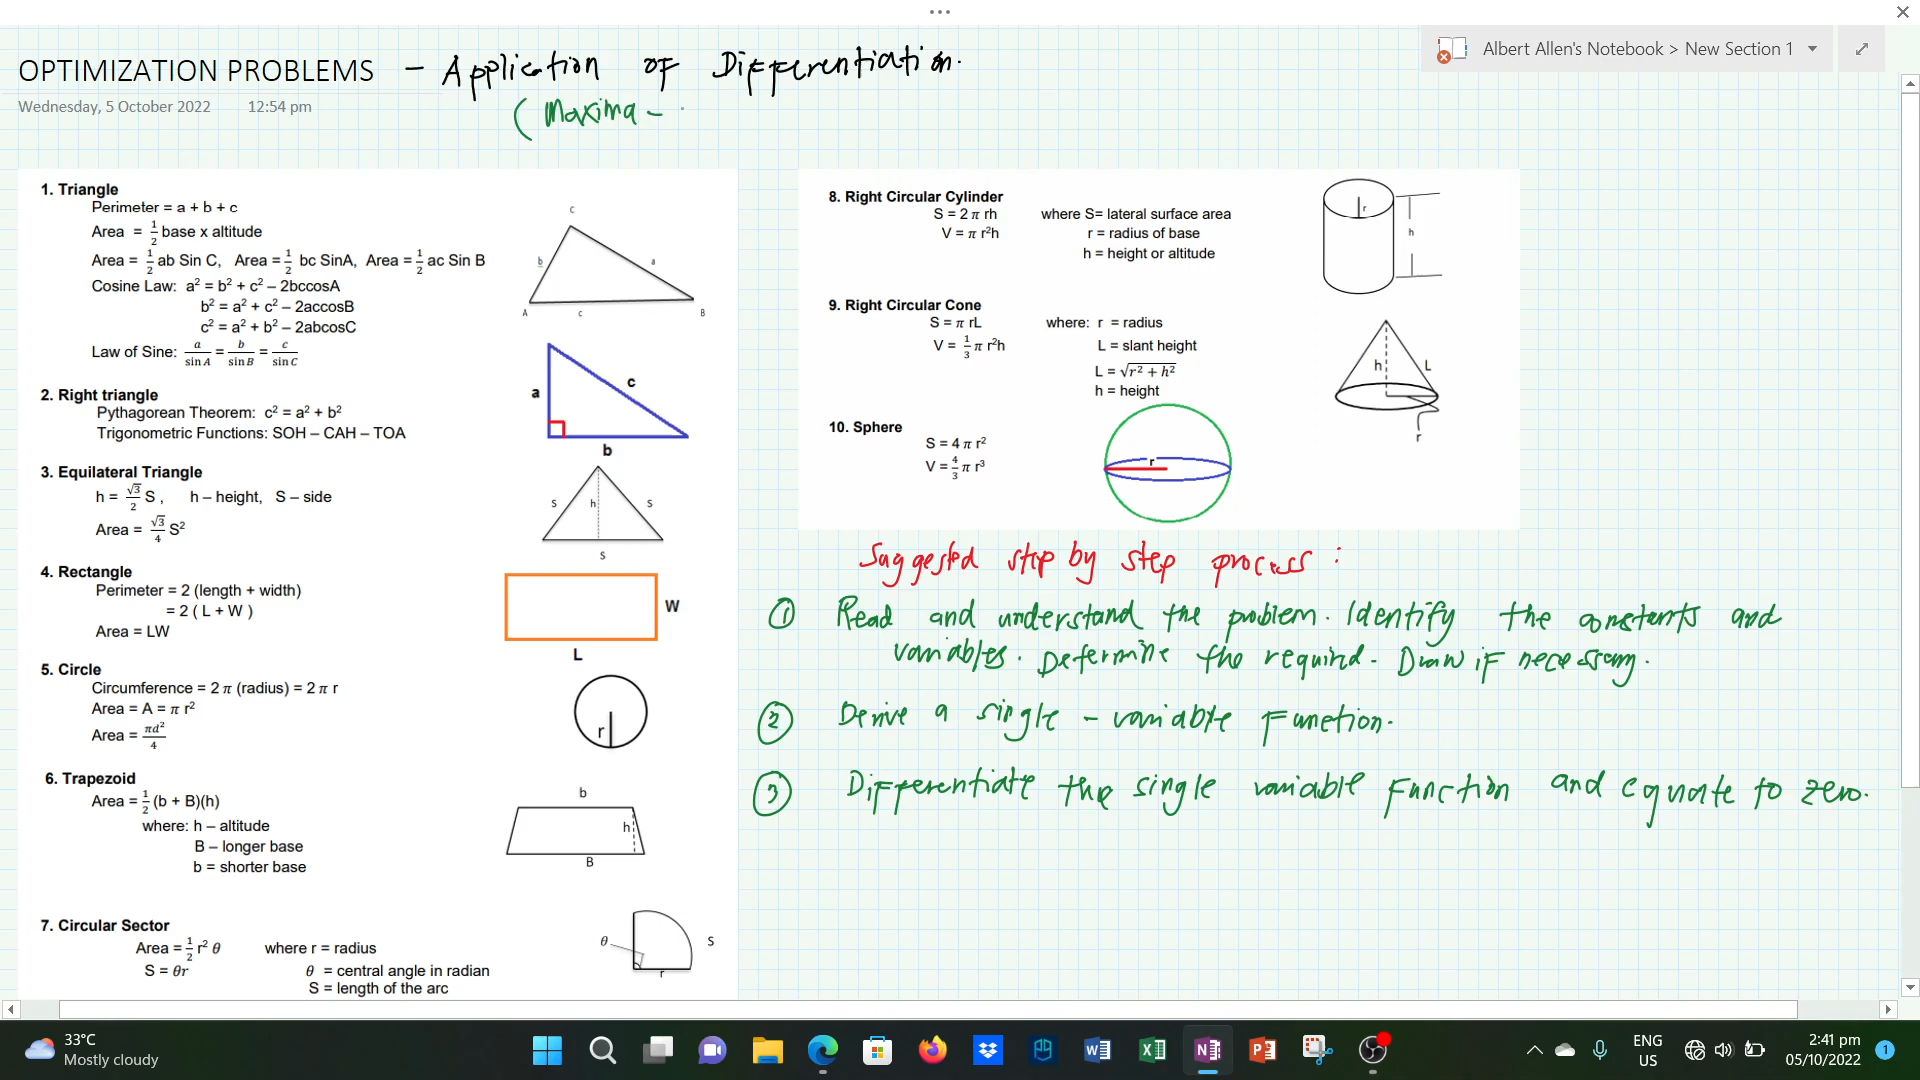 Albert Allen's Notebook > New Section 1
OPTIMIZATION PROBLEMS – Application of Differentiation.
Wednesday, 5 October 2022 12:54 pm
(Maxima -
1. Triangle
Perimeter = a + b + c
Area = 1/2 base x altitude
Area = 1/2 ab Sin C, Area = 1/2 bc SinA, Area = 1/2 ac Sin B
Cosine Law: a² = b² + c² – 2bccosA
b² = a² + c² – 2accosB
c² = a² + b² – 2abcosC
Law of Sine: a/sin A = b/sin B = c/sin C
C
b
a
A
c
B
2. Right triangle
Pythagorean Theorem: c² = a² + b²
Trigonometric Functions: SOH – CAH – TOA
a
c
b
3. Equilateral Triangle
h = √3/2 S , h – height, S – side
Area = √3/4 S²
S
h
S
S
4. Rectangle
Perimeter = 2 (length + width)
= 2 ( L + W )
Area = LW
W
L
5. Circle
Circumference = 2 π (radius) = 2 π r
Area = A = π r²
Area = πd²/4
r
6. Trapezoid
Area = 1/2 (b + B)(h)
where: h – altitude
B – longer base
b = shorter base
b
h
B
7. Circular Sector
Area = 1/2 r² θ where r = radius
S = θr θ = central angle in radian
S = length of the arc
θ
S
r
8. Right Circular Cylinder
S = 2 π rh where S= lateral surface area
V = π r²h r = radius of base
h = height or altitude
r
h
9. Right Circular Cone
S = π rL where: r = radius
V = 1/3 π r²h L = slant height
L = √r² + h²
h = height
h
L
r
10. Sphere
S = 4 π r²
V = 4/3 π r³
r
Suggested step by step process :
① Read and understand the problem. Identify the constants and
variables. Determine the required. Draw if necessary.
② Derive a single - variable function.
③ Differentiate the single variable function and equate to zero.
33°C
Mostly cloudy
ENG
US
2:41 pm
05/10/2022
1